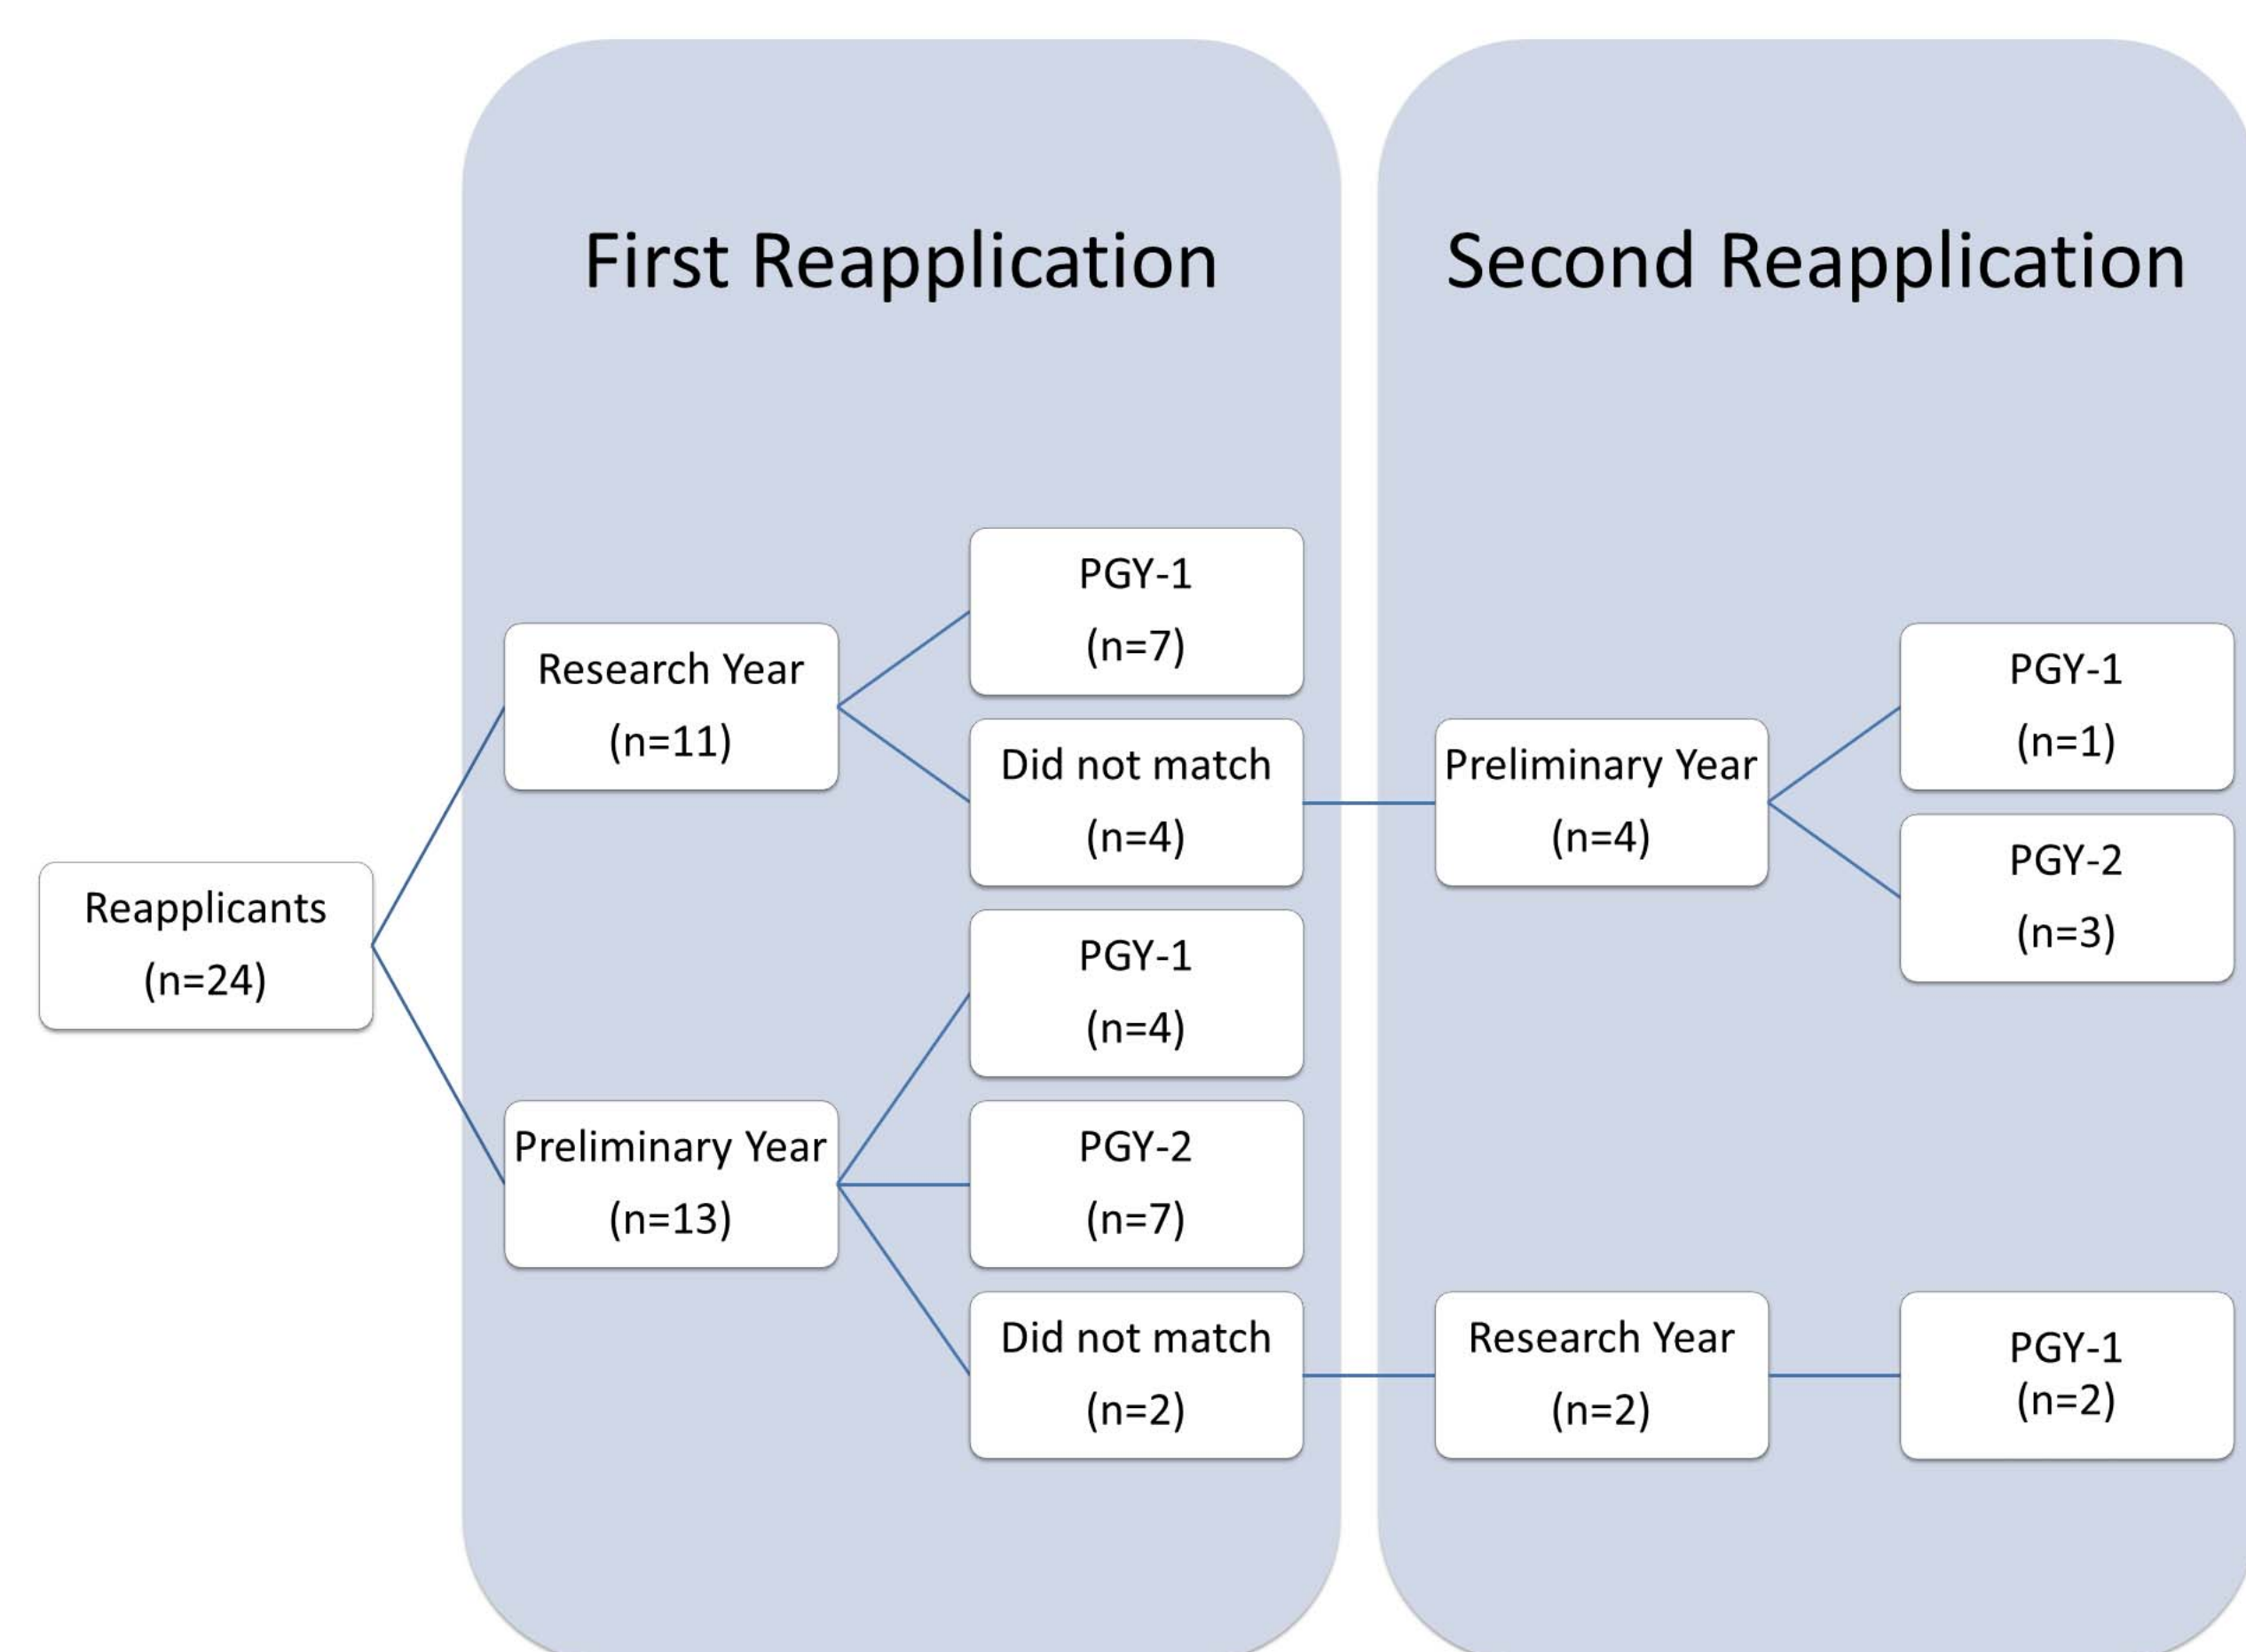 First Reapplication
Second Reapplication
Reapplicants
(n=24)
Research Year
(n=11)
PGY-1
(n=7)
Did not match
(n=4)
Preliminary Year
(n=4)
PGY-1
(n=1)
PGY-2
(n=3)
Preliminary Year
(n=13)
PGY-1
(n=4)
PGY-2
(n=7)
Did not match
(n=2)
Research Year
(n=2)
PGY-1
(n=2)